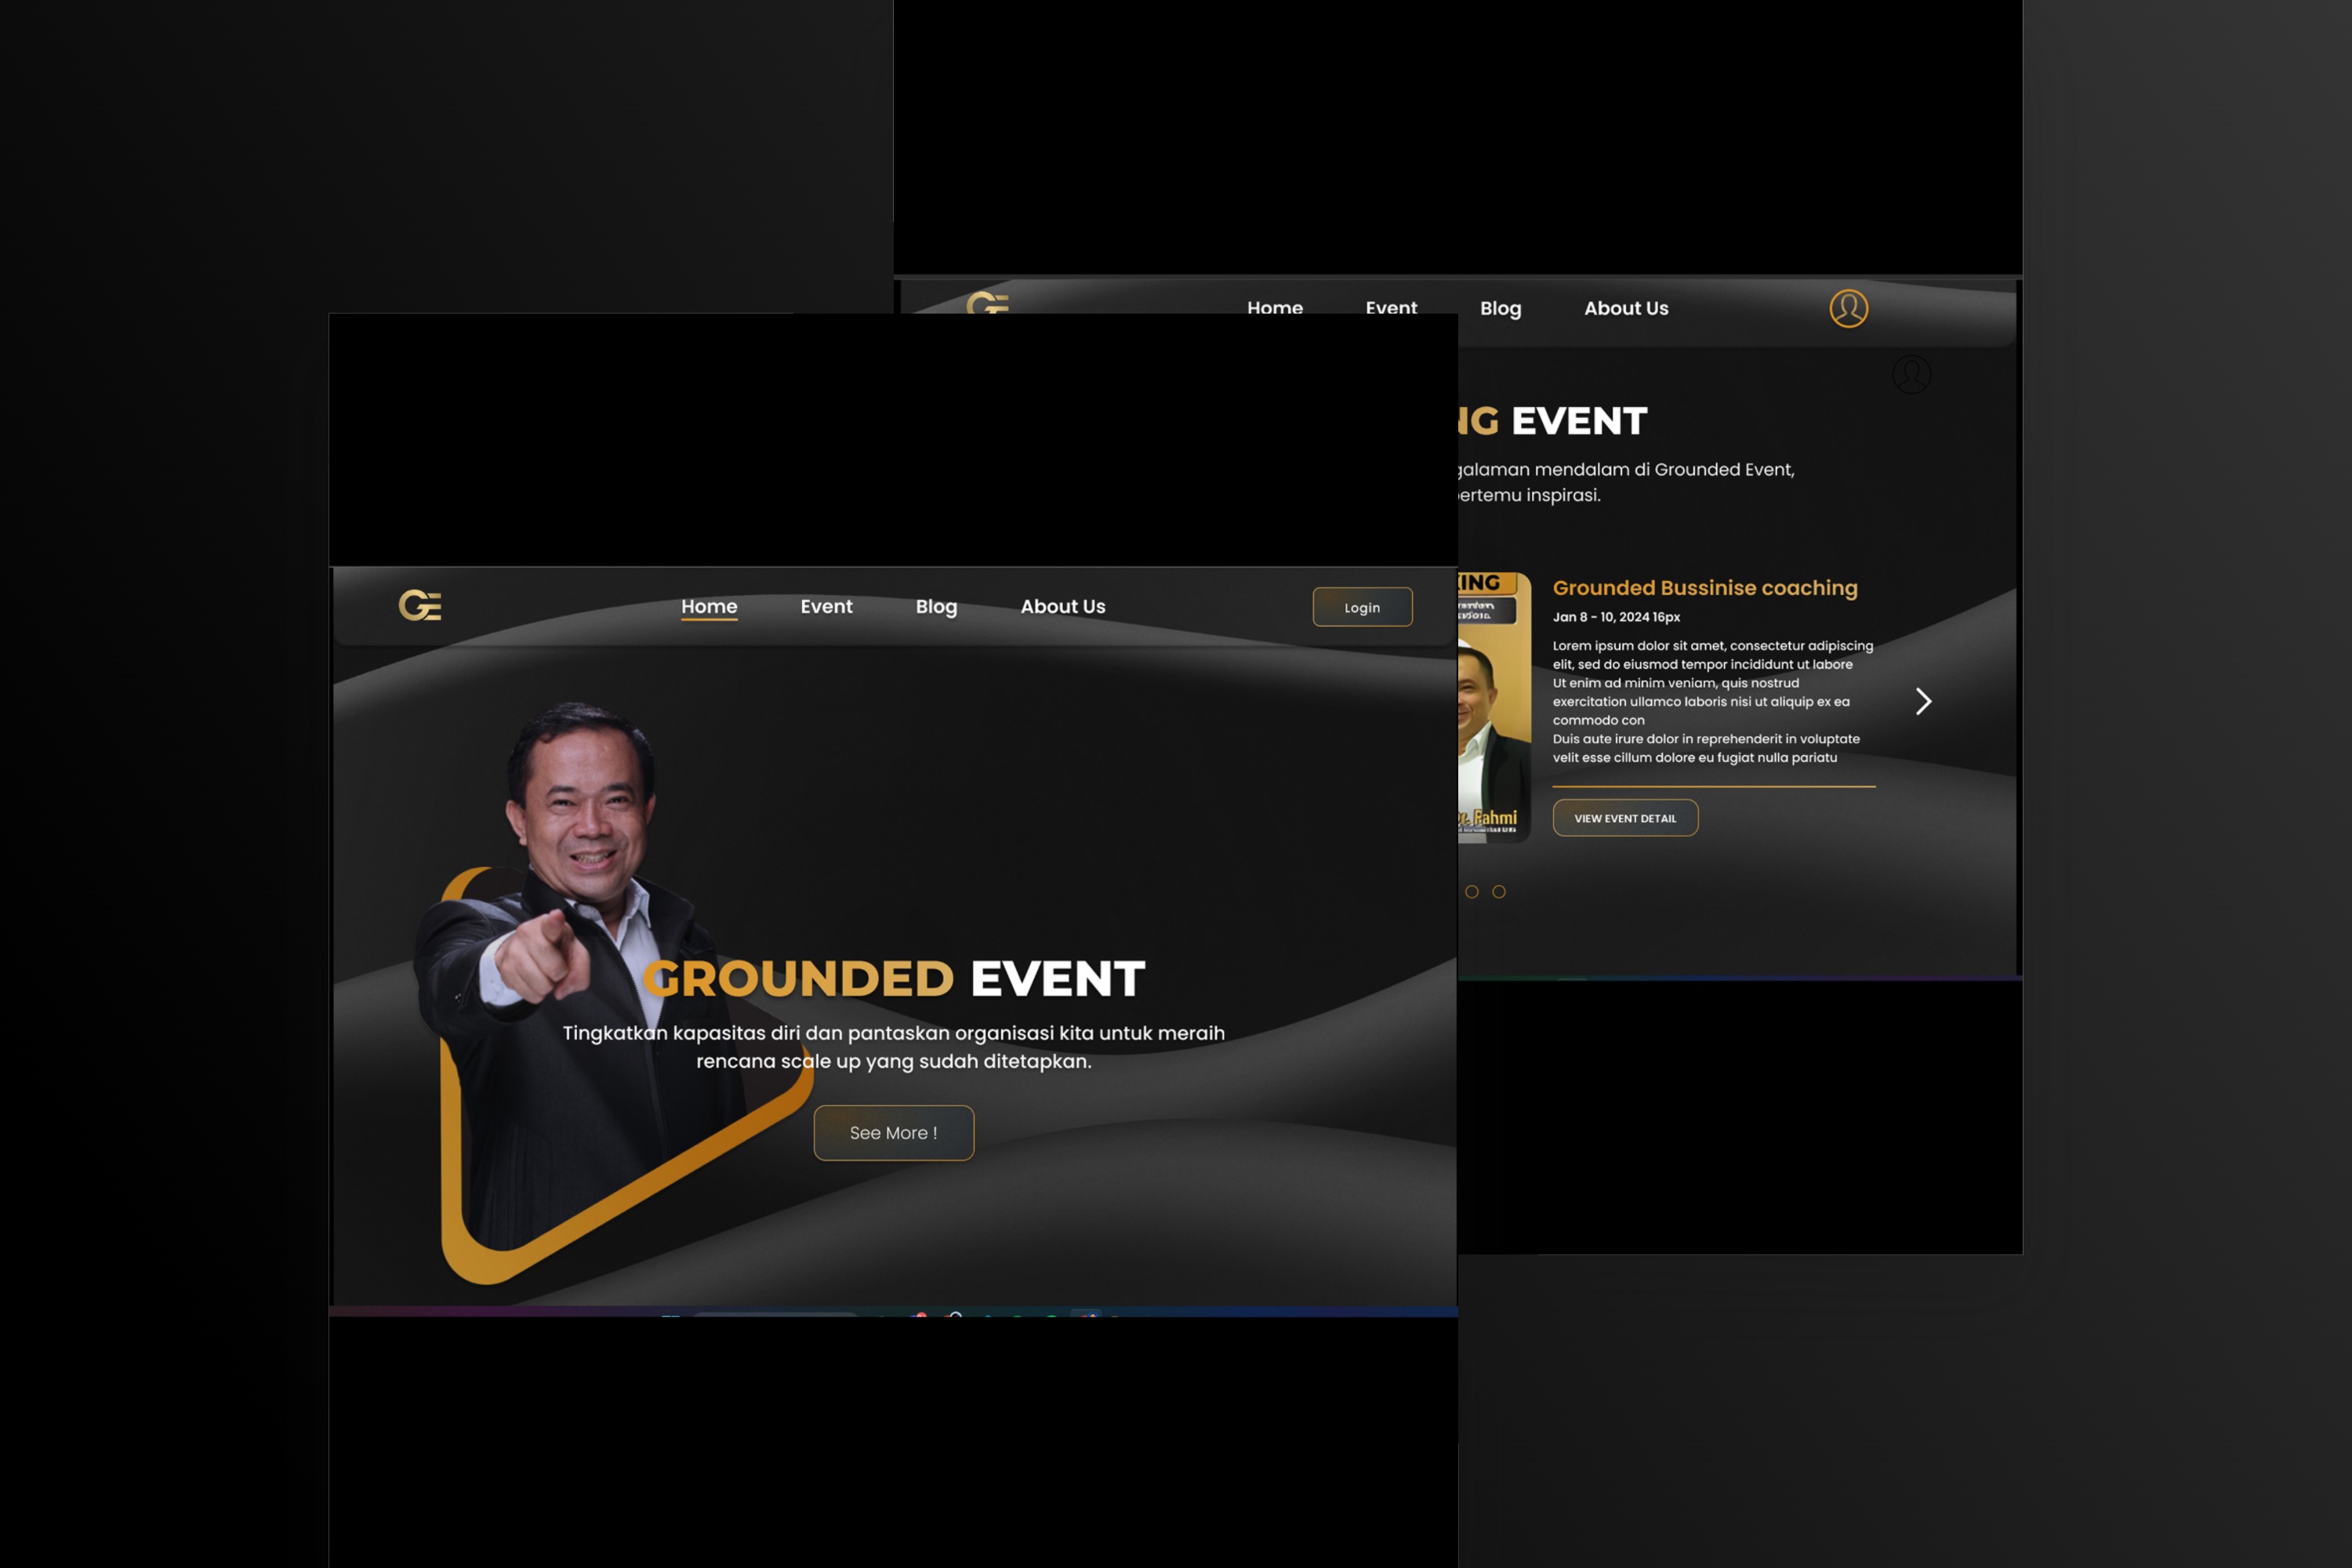 Home Event Blog About Us
NG EVENT
galaman mendalam di Grounded Event,
ertemu inspirasi.
ING
Fahmi
Grounded Bussinise coaching
Jan 8 - 10, 2024 16px
Lorem ipsum dolor sit amet, consectetur adipiscing
elit, sed do eiusmod tempor incididunt ut labore
Ut enim ad minim veniam, quis nostrud
exercitation ullamco laboris nisi ut aliquip ex ea
commodo con
Duis aute irure dolor in reprehenderit in voluptate
velit esse cillum dolore eu fugiat nulla pariatu
VIEW EVENT DETAIL
GE
Home Event Blog About Us
Login
GROUNDED EVENT
Tingkatkan kapasitas diri dan pantaskan organisasi kita untuk meraih
rencana scale up yang sudah ditetapkan.
See More !